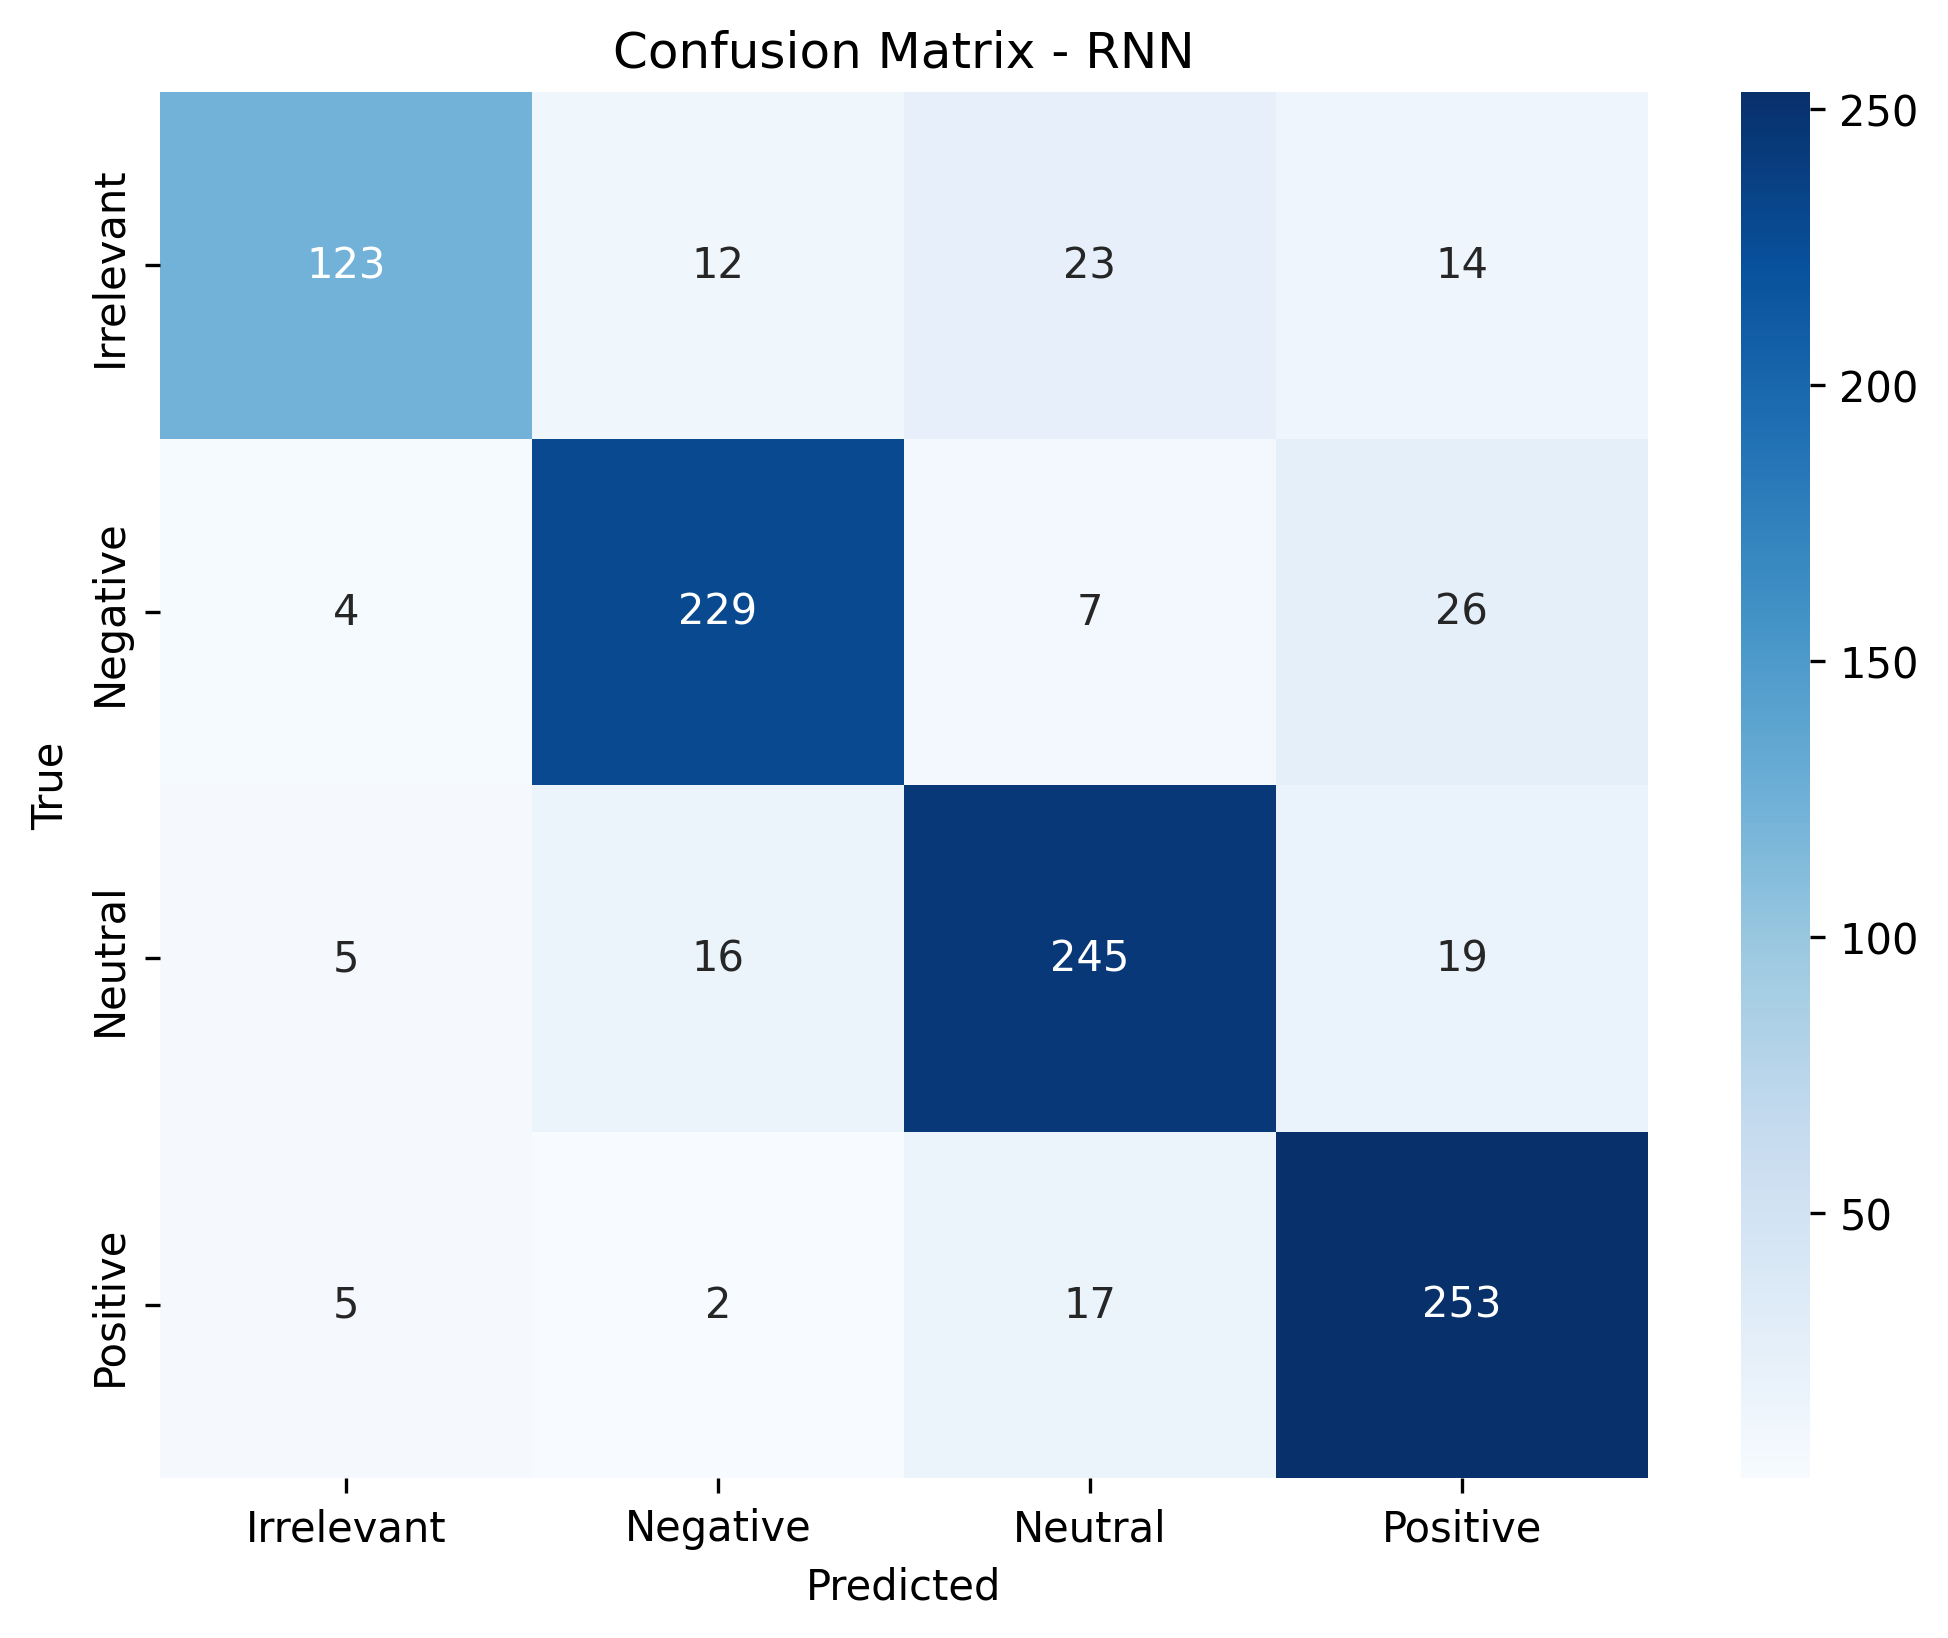 Confusion Matrix - RNN
Irrelevant 123 12 23 14
Negative 4 229 7 26
Neutral 5 16 245 19
Positive 5 2 17 253
True
Irrelevant Negative Neutral Positive
Predicted
250
200
150
100
50